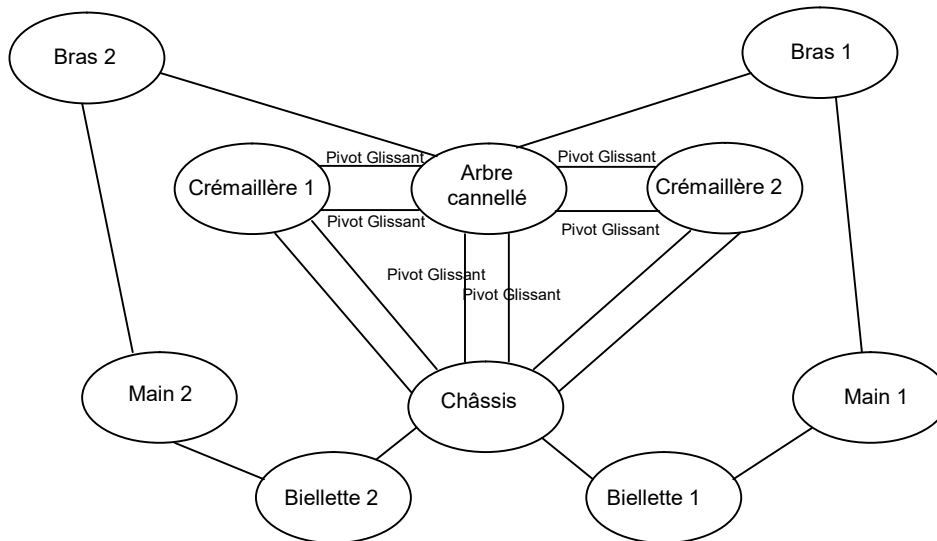 Bras 2
Bras 1
Pivot Glissant
Pivot Glissant
Crémaillère 1
Arbre
cannellé
Crémaillère 2
Pivot Glissant
Pivot Glissant
Pivot Glissant
Pivot Glissant
Main 2
Châssis
Main 1
Biellette 2
Biellette 1